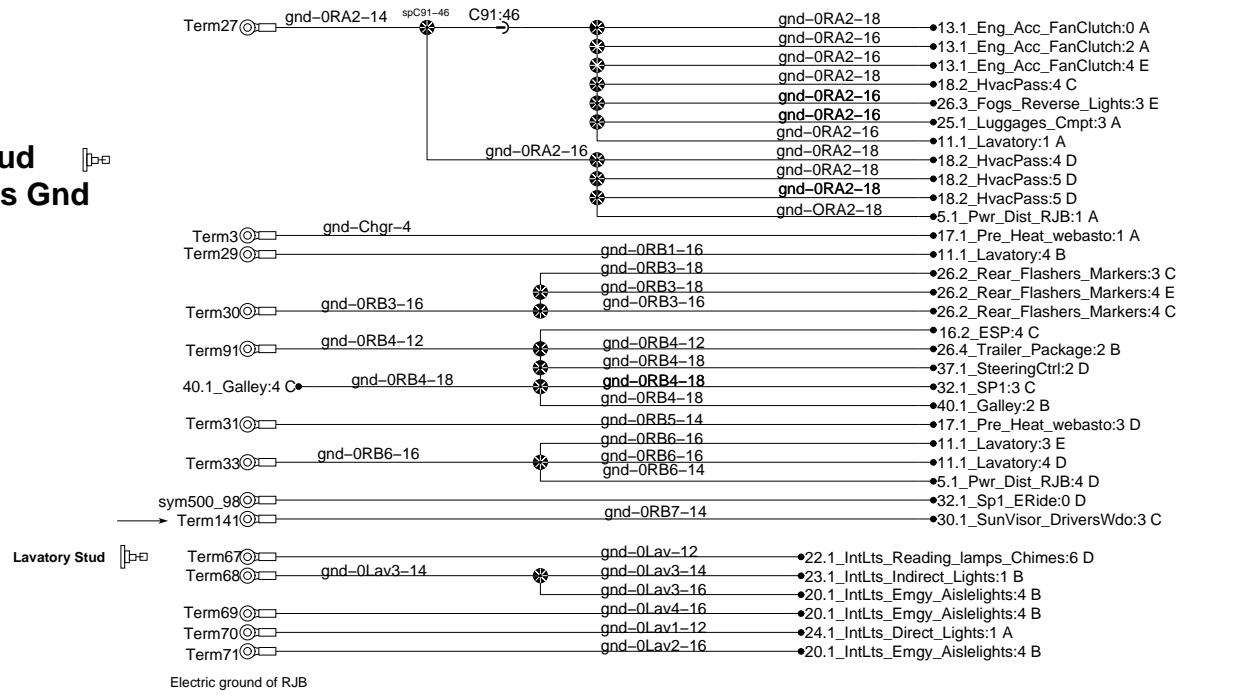 Term27 gnd-0RA2-14 spC91-46 C91:46 gnd-0RA2-18 13.1_Eng_Acc_FanClutch:0 A
gnd-0RA2-16 13.1_Eng_Acc_FanClutch:2 A
gnd-0RA2-16 13.1_Eng_Acc_FanClutch:4 E
gnd-0RA2-18 18.2_HvacPass:4 C
gnd-0RA2-16 26.3_Fogs_Reverse_Lights:3 E
gnd-0RA2-16 25.1_Luggages_Cmpt:3 A
gnd-0RA2-16 11.1_Lavatory:1 A
ud gnd-0RA2-16 gnd-0RA2-18 18.2_HvacPass:4 D
gnd-0RA2-18 18.2_HvacPass:5 D
s Gnd gnd-0RA2-18 18.2_HvacPass:5 D
gnd-ORA2-18 5.1_Pwr_Dist_RJB:1 A
Term3 gnd-Chgr-4 17.1_Pre_Heat_webasto:1 A
Term29 gnd-0RB1-16 11.1_Lavatory:4 B
gnd-0RB3-18 26.2_Rear_Flashers_Markers:3 C
gnd-0RB3-18 26.2_Rear_Flashers_Markers:4 E
Term30 gnd-0RB3-16 gnd-0RB3-16 26.2_Rear_Flashers_Markers:4 C
16.2_ESP:4 C
Term91 gnd-0RB4-12 gnd-0RB4-12 26.4_Trailer_Package:2 B
gnd-0RB4-18 37.1_SteeringCtrl:2 D
40.1_Galley:4 C gnd-0RB4-18 gnd-0RB4-18 32.1_SP1:3 C
gnd-0RB4-18 40.1_Galley:2 B
Term31 gnd-0RB5-14 17.1_Pre_Heat_webasto:3 D
gnd-0RB6-16 11.1_Lavatory:3 E
Term33 gnd-0RB6-16 gnd-0RB6-16 11.1_Lavatory:4 D
gnd-0RB6-14 5.1_Pwr_Dist_RJB:4 D
sym500_98 32.1_Sp1_ERide:0 D
Term141 gnd-0RB7-14 30.1_SunVisor_DriversWdo:3 C
Lavatory Stud Term67 gnd-0Lav-12 22.1_IntLts_Reading_lamps_Chimes:6 D
Term68 gnd-0Lav3-14 gnd-0Lav3-14 23.1_IntLts_Indirect_Lights:1 B
gnd-0Lav3-16 20.1_IntLts_Emgy_Aislelights:4 B
Term69 gnd-0Lav4-16 20.1_IntLts_Emgy_Aislelights:4 B
Term70 gnd-0Lav1-12 24.1_IntLts_Direct_Lights:1 A
Term71 gnd-0Lav2-16 20.1_IntLts_Emgy_Aislelights:4 B
Electric ground of RJB